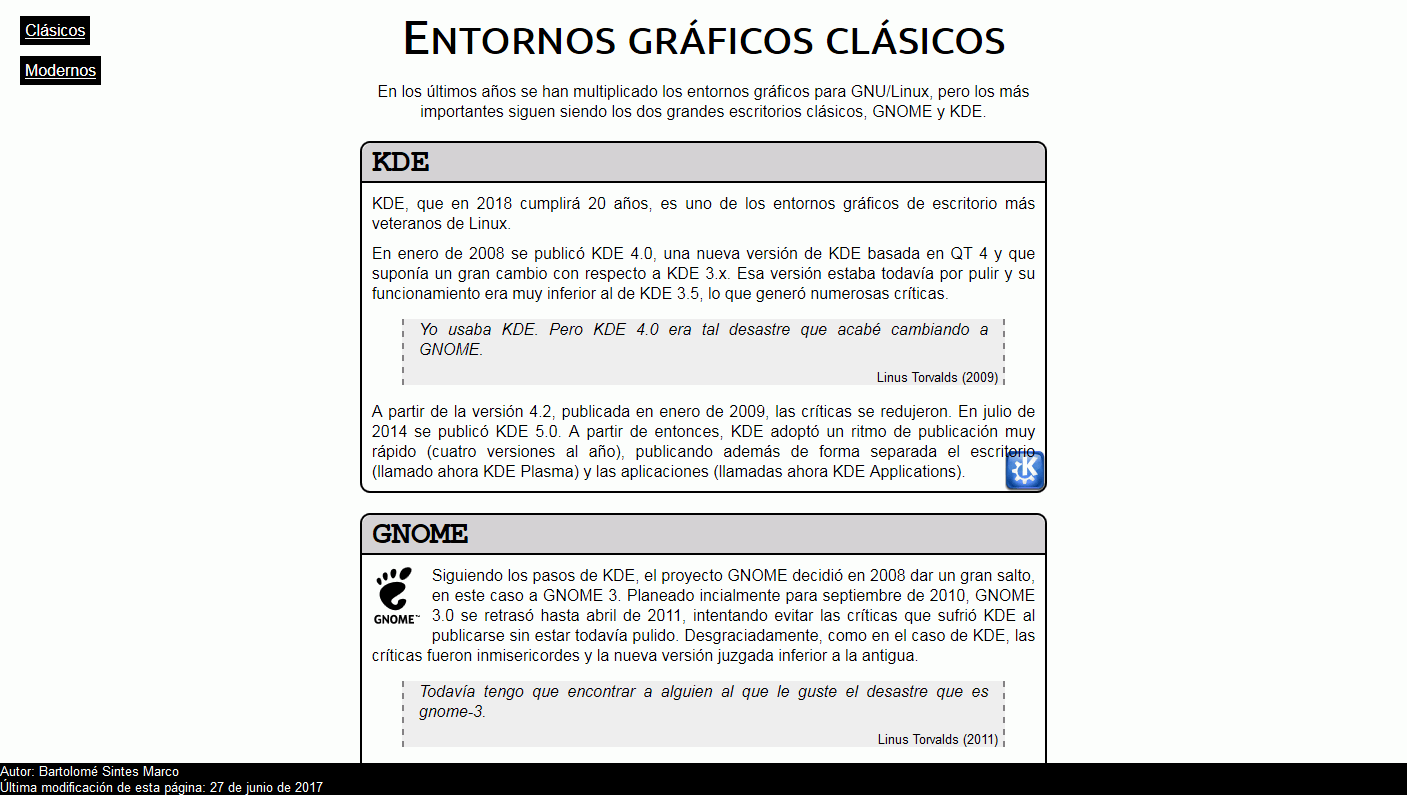 Clásicos
Modernos
Entornos gráficos clásicos
En los últimos años se han multiplicado los entornos gráficos para GNU/Linux, pero los más
importantes siguen siendo los dos grandes escritorios clásicos, GNOME y KDE.
KDE
KDE, que en 2018 cumplirá 20 años, es uno de los entornos gráficos de escritorio más
veteranos de Linux.
En enero de 2008 se publicó KDE 4.0, una nueva versión de KDE basada en QT 4 y que
suponía un gran cambio con respecto a KDE 3.x. Esa versión estaba todavía por pulir y su
funcionamiento era muy inferior al de KDE 3.5, lo que generó numerosas críticas.
Yo usaba KDE. Pero KDE 4.0 era tal desastre que acabé cambiando a
GNOME.
Linus Torvalds (2009)
A partir de la versión 4.2, publicada en enero de 2009, las críticas se redujeron. En julio de
2014 se publicó KDE 5.0. A partir de entonces, KDE adoptó un ritmo de publicación muy
rápido (cuatro versiones al año), publicando además de forma separada el escritorio
(llamado ahora KDE Plasma) y las aplicaciones (llamadas ahora KDE Applications).
K
GNOME
GNOME™
Siguiendo los pasos de KDE, el proyecto GNOME decidió en 2008 dar un gran salto,
en este caso a GNOME 3. Planeado incialmente para septiembre de 2010, GNOME
3.0 se retrasó hasta abril de 2011, intentando evitar las críticas que sufrió KDE al
publicarse sin estar todavía pulido. Desgraciadamente, como en el caso de KDE, las
críticas fueron inmisericordes y la nueva versión juzgada inferior a la antigua.
Todavía tengo que encontrar a alguien al que le guste el desastre que es
gnome-3.
Linus Torvalds (2011)
Autor: Bartolomé Sintes Marco
Última modificación de esta página: 27 de junio de 2017